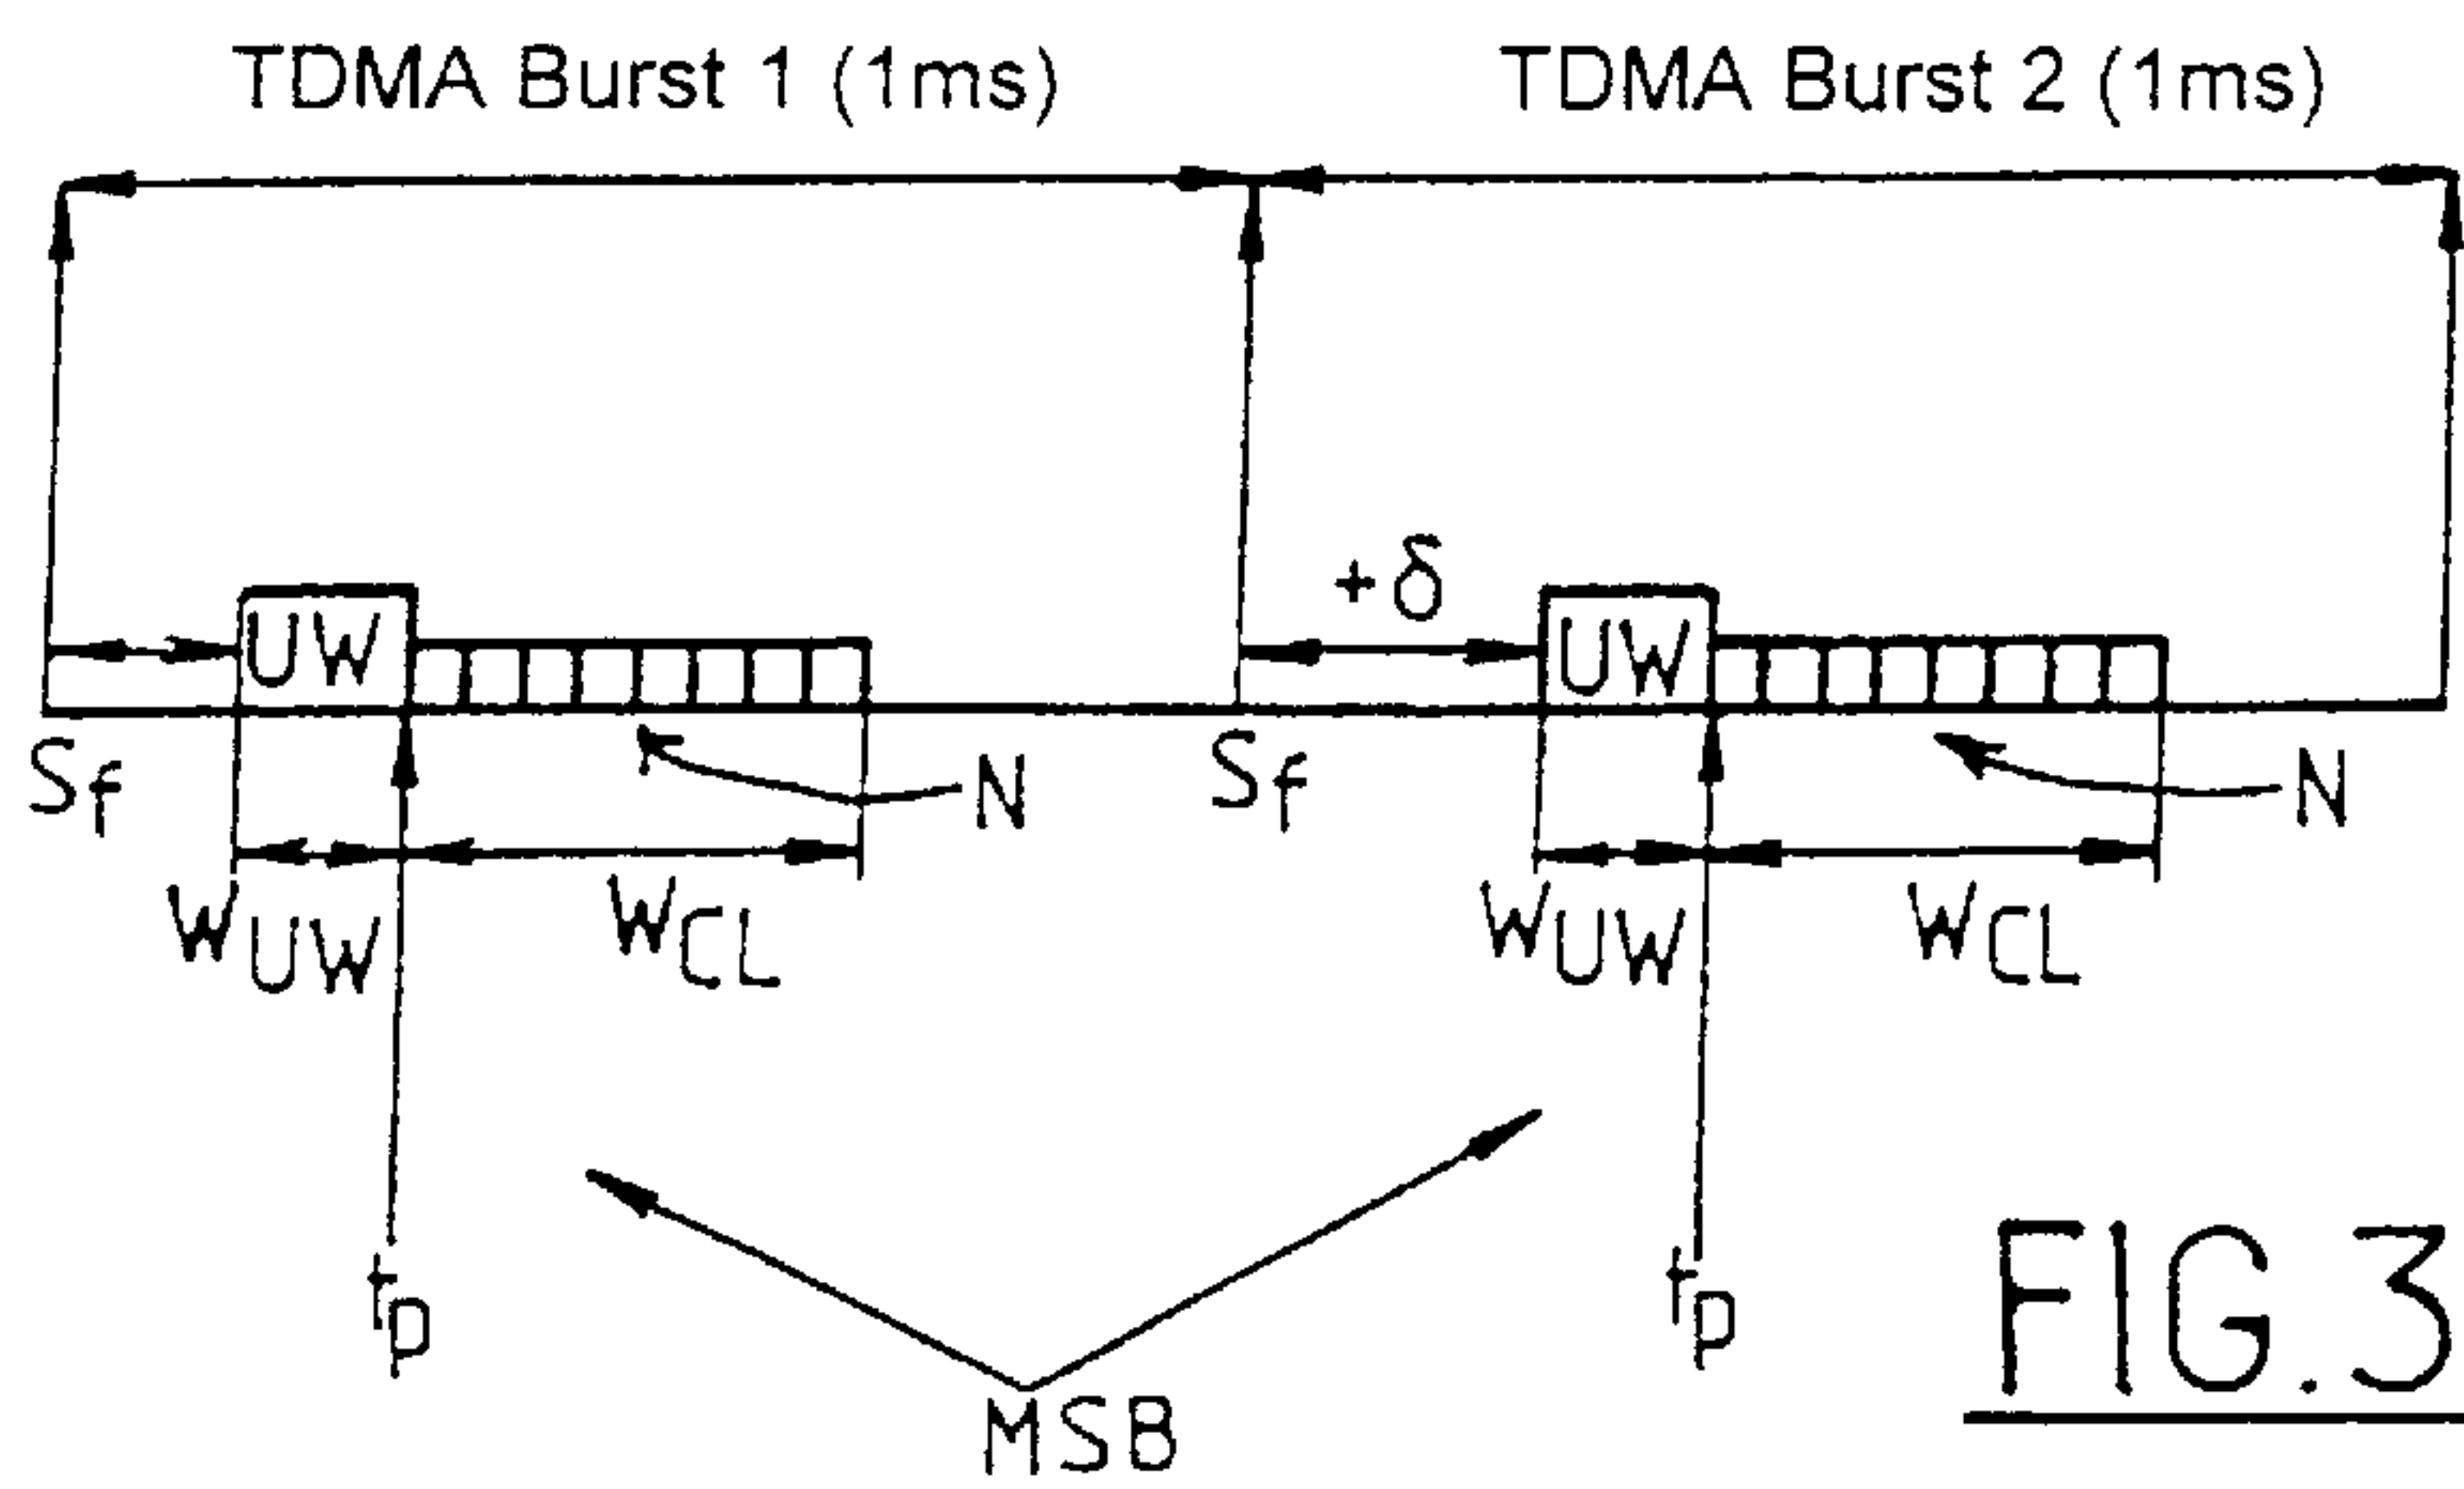 TDMA Burst 1 (1ms) TDMA Burst 2 (1ms)
+δ
UW UW
Sf N Sf N
WUW WCL WUW WCL
tp tp
MSB
FIG.3